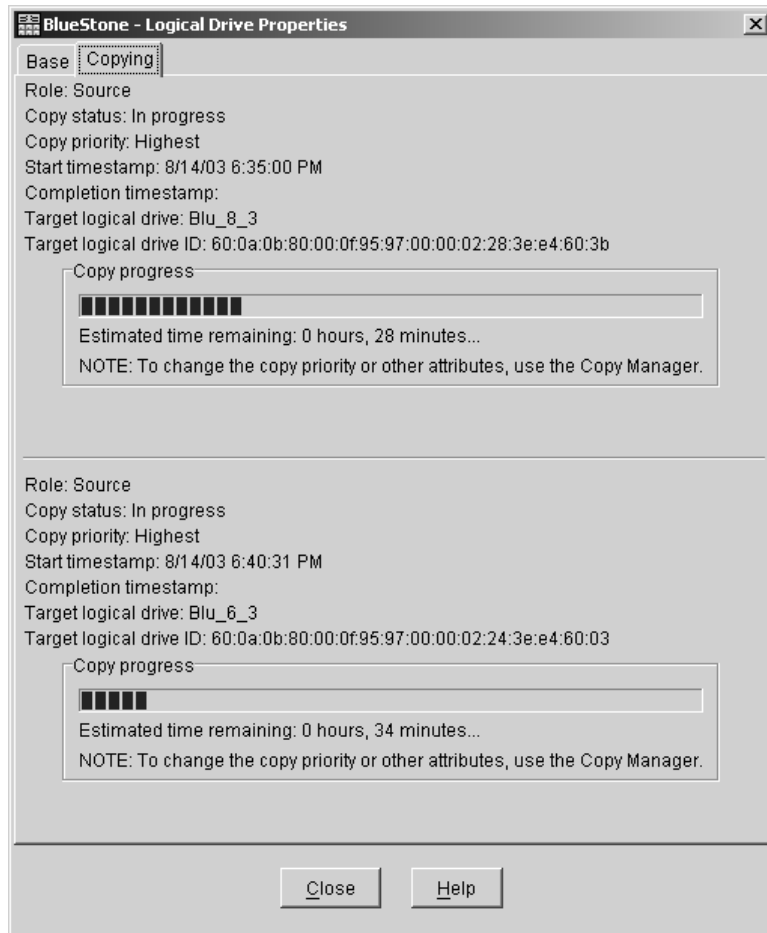 BlueStone - Logical Drive Properties
Base Copying
Role: Source
Copy status: In progress
Copy priority: Highest
Start timestamp: 8/14/03 6:35:00 PM
Completion timestamp:
Target logical drive: Blu_8_3
Target logical drive ID: 60:0a:0b:80:00:0f:95:97:00:00:02:28:3e:e4:60:3b
Copy progress
Estimated time remaining: 0 hours, 28 minutes...
NOTE: To change the copy priority or other attributes, use the Copy Manager.
Role: Source
Copy status: In progress
Copy priority: Highest
Start timestamp: 8/14/03 6:40:31 PM
Completion timestamp:
Target logical drive: Blu_6_3
Target logical drive ID: 60:0a:0b:80:00:0f:95:97:00:00:02:24:3e:e4:60:03
Copy progress
Estimated time remaining: 0 hours, 34 minutes...
NOTE: To change the copy priority or other attributes, use the Copy Manager.
Close Help